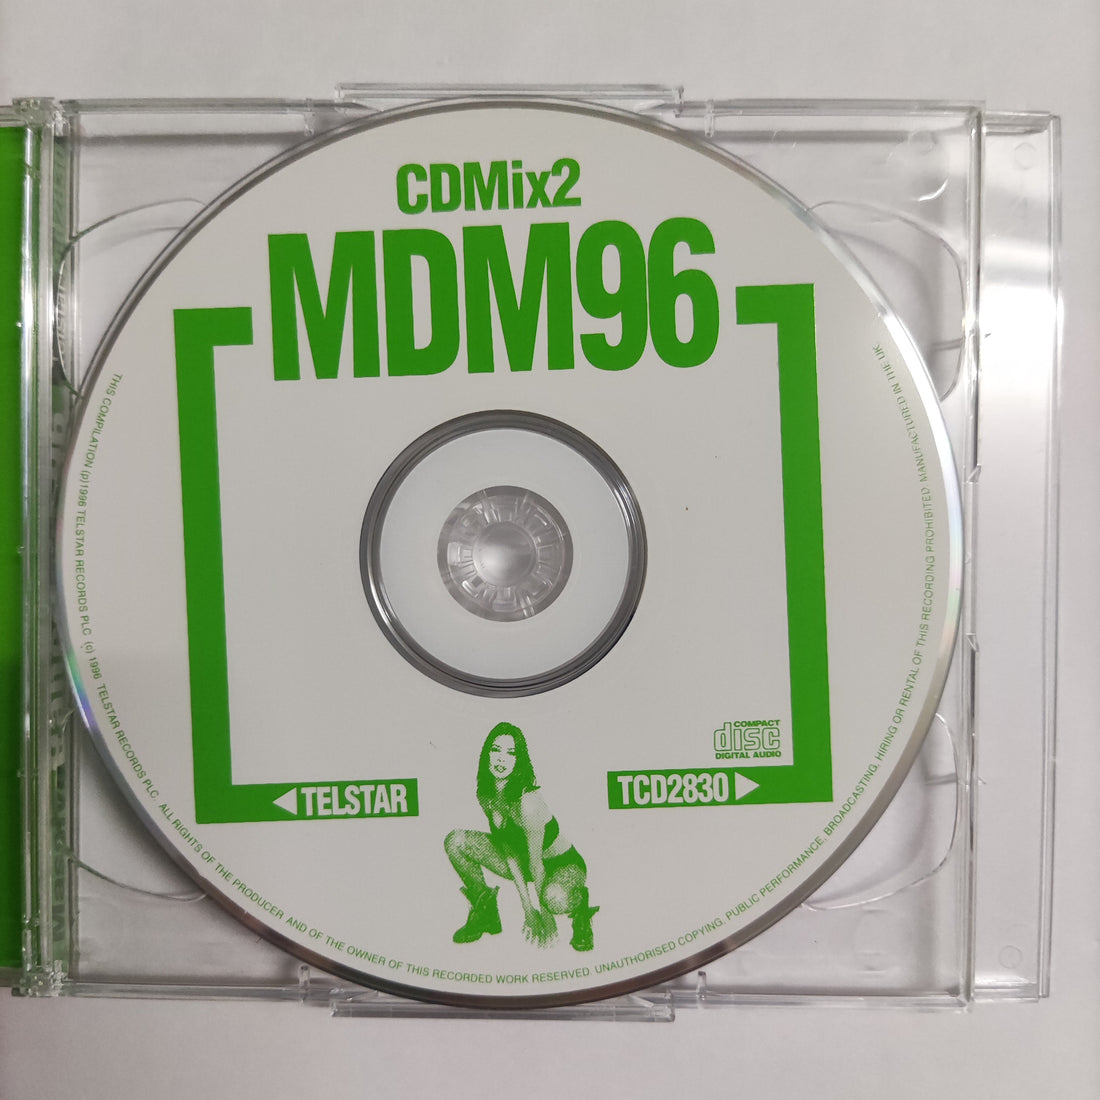 CDMix2
MDM96
COMPACT
disc
DIGITAL AUDIO
TELSTAR
TCD2830
THIS COMPILATION (p)1996 TELSTAR RECORDS PLC (c) 1996 TELSTAR RECORDS PLC. ALL RIGHTS OF THE PRODUCER AND OF THE OWNER OF THIS RECORDED WORK RESERVED. UNAUTHORISED COPYING, PUBLIC PERFORMANCE, BROADCASTING, HIRING OR RENTAL OF THIS RECORDING PROHIBITED. MANUFACTURED IN THE UK.